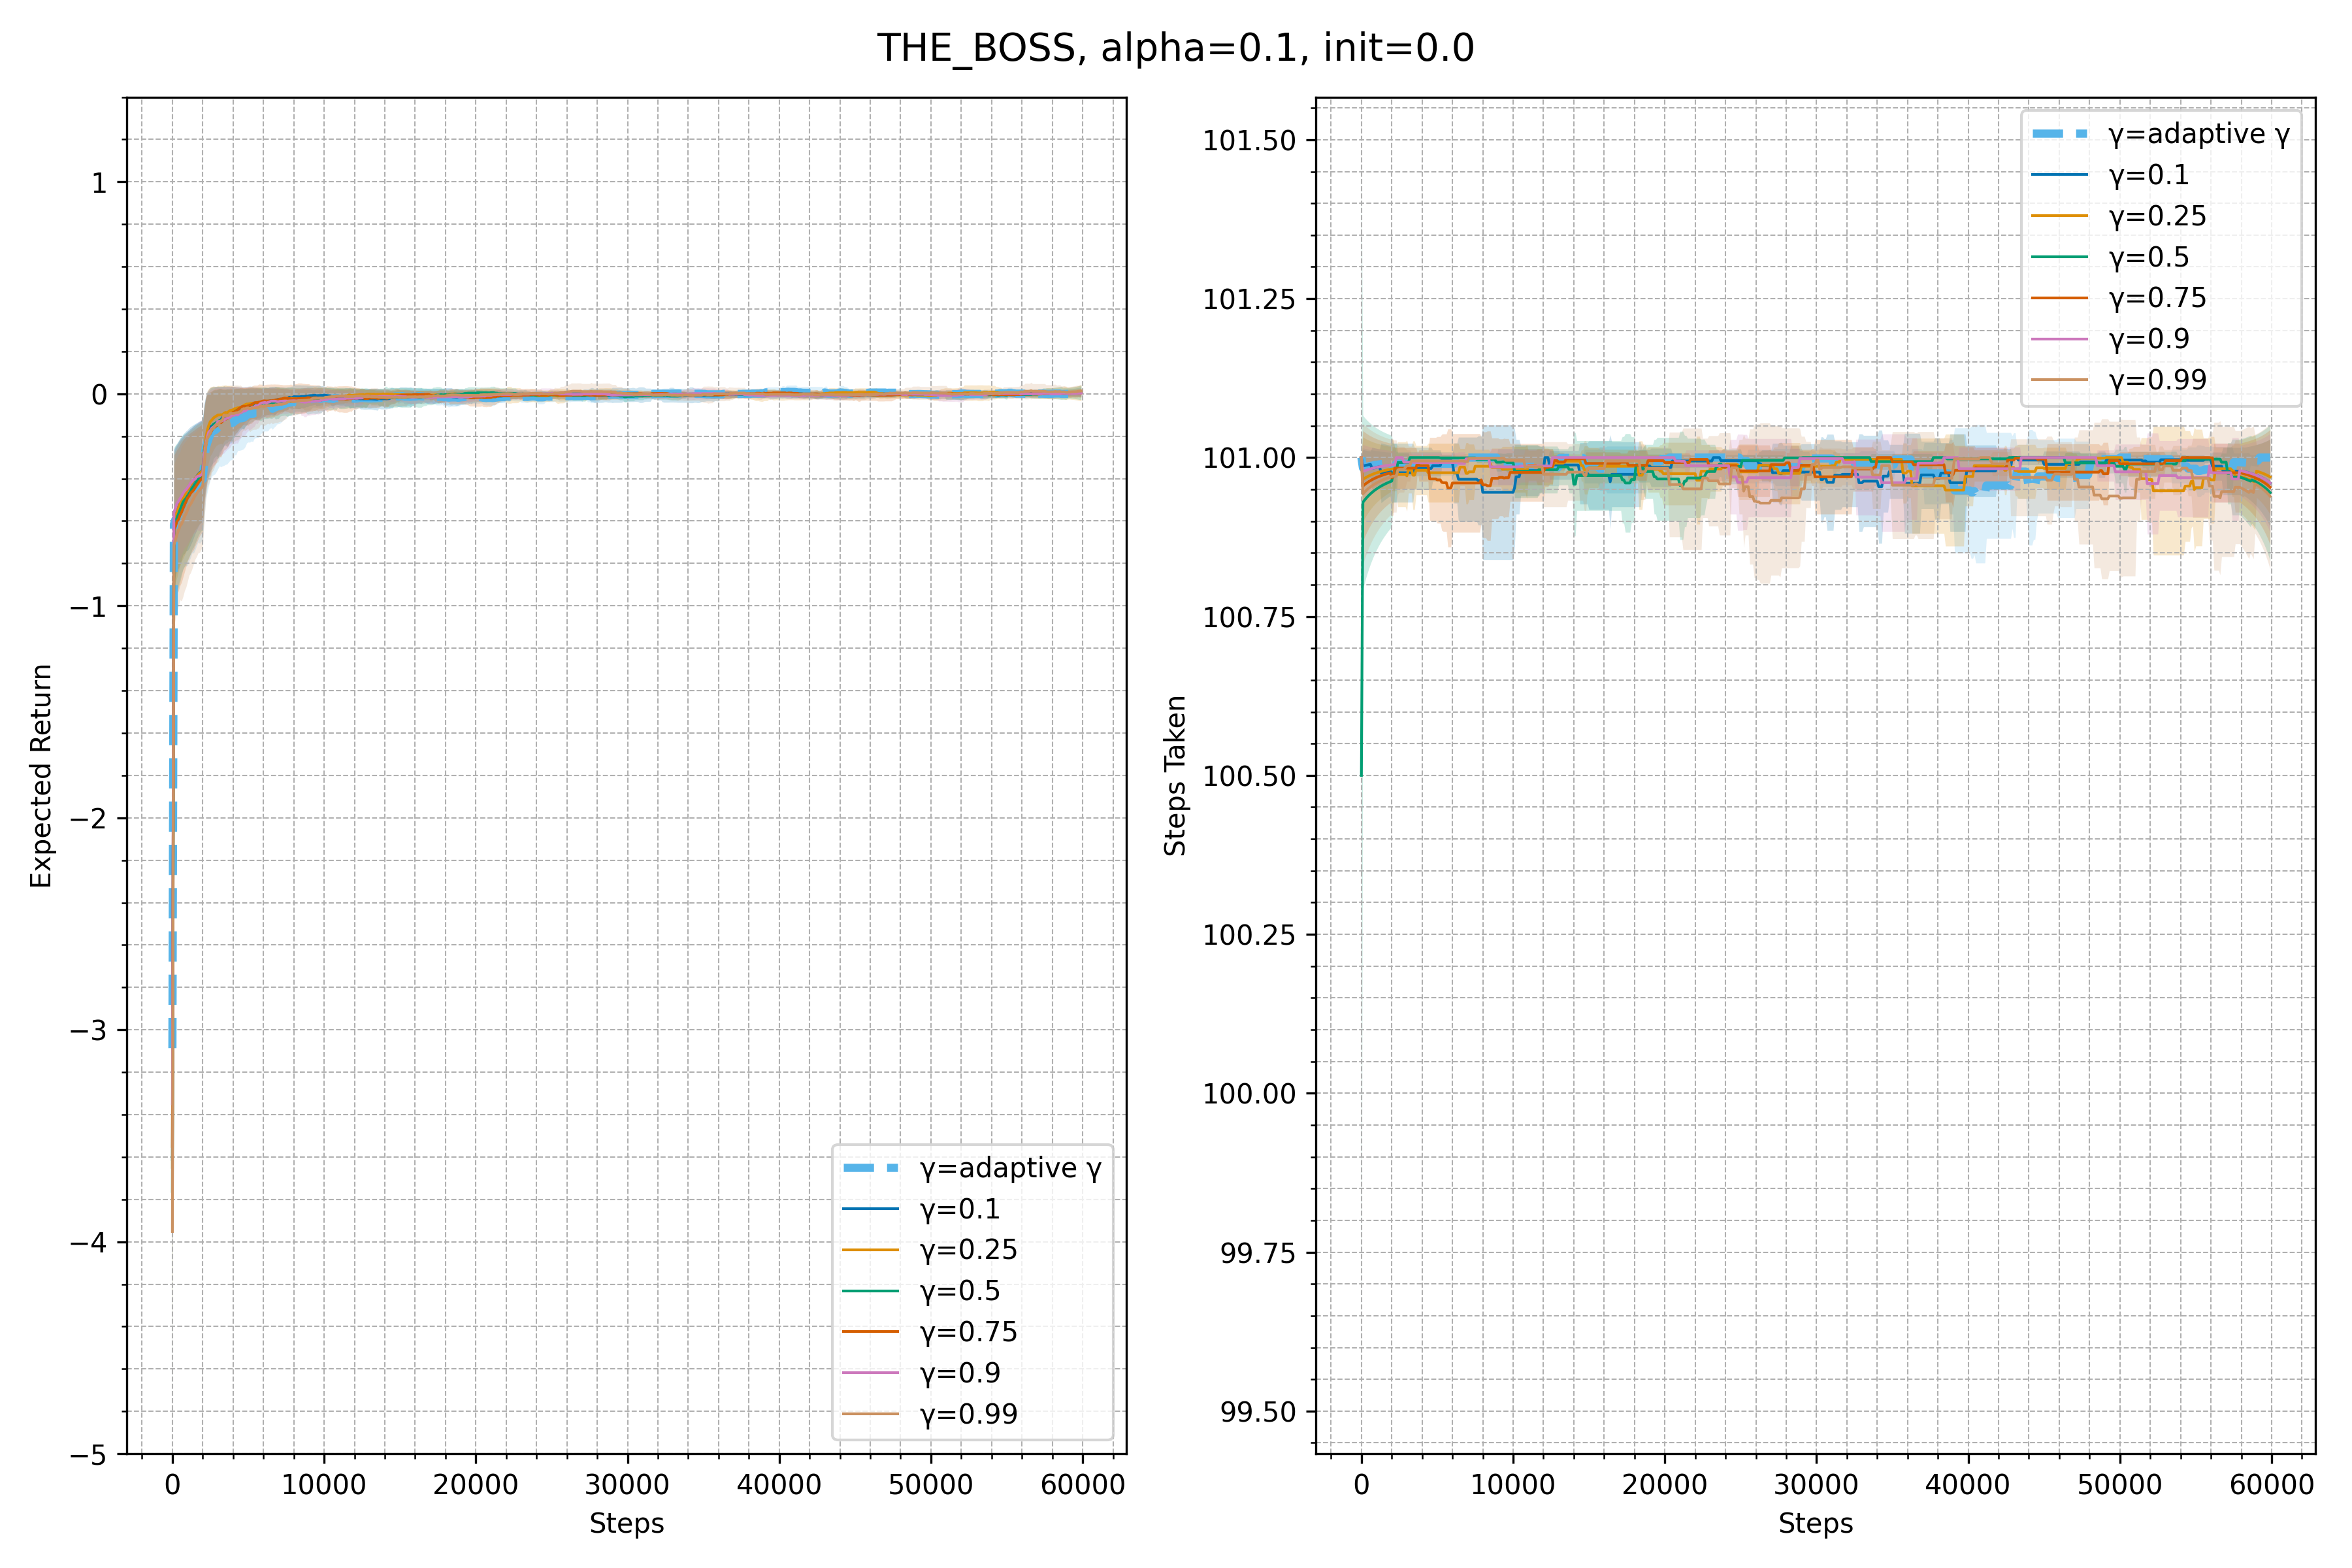 THE_BOSS, alpha=0.1, init=0.0
Expected Return
1
0
−1
−2
−3
−4
−5
0
10000
20000
30000
40000
50000
60000
Steps
γ=adaptive γ
γ=0.1
γ=0.25
γ=0.5
γ=0.75
γ=0.9
γ=0.99
Steps Taken
101.50
101.25
101.00
100.75
100.50
100.25
100.00
99.75
99.50
0
10000
20000
30000
40000
50000
60000
Steps
γ=adaptive γ
γ=0.1
γ=0.25
γ=0.5
γ=0.75
γ=0.9
γ=0.99